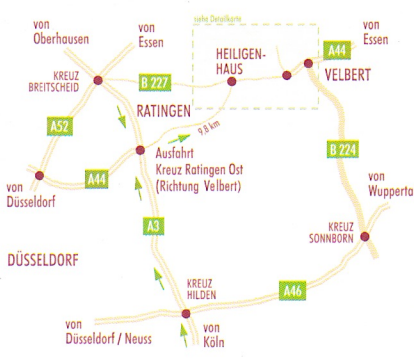 siehe Detailkarte
von
Oberhausen
von
Essen
von
Essen
A44
HEILIGEN-
HAUS
VELBERT
KREUZ
BREITSCHEID
B 227
RATINGEN
9,8 km
A52
Ausfahrt
Kreuz Ratingen Ost
(Richtung Velbert)
B 224
A44
von
Düsseldorf
von
Wupperta
A3
KREUZ
SONNBORN
DÜSSELDORF
KREUZ
HILDEN
A46
von
Düsseldorf / Neuss
von
Köln